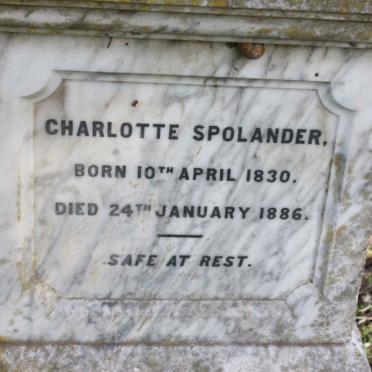 CHARLOTTE SPOLANDER.
BORN 10TH APRIL 1830.
DIED 24TH JANUARY 1886.
SAFE AT REST.